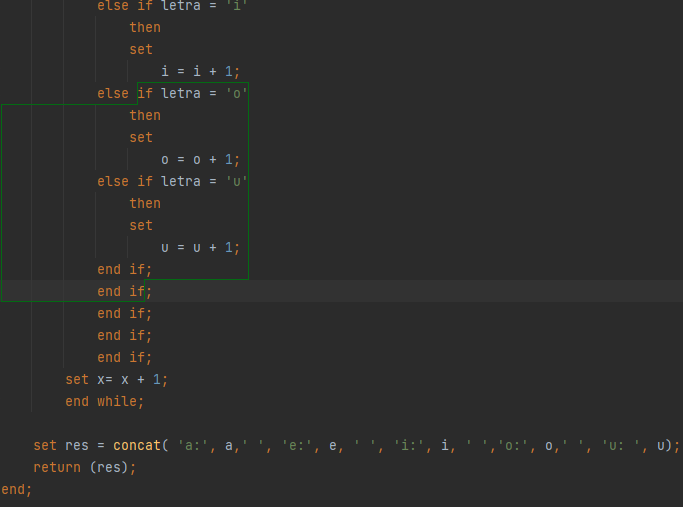 else if letra = 'i'
then
set
i = i + 1;
else if letra = 'o'
then
set
o = o + 1;
else if letra = 'u'
then
set
u = u + 1;
end if;
end if;
end if;
end if;
end if;
set x= x + 1;
end while;
set res = concat( 'a:', a,' ', 'e:', e, ' ', 'i:', i, ' ','o:', o,' ', 'u: ', u);
return (res);
end;